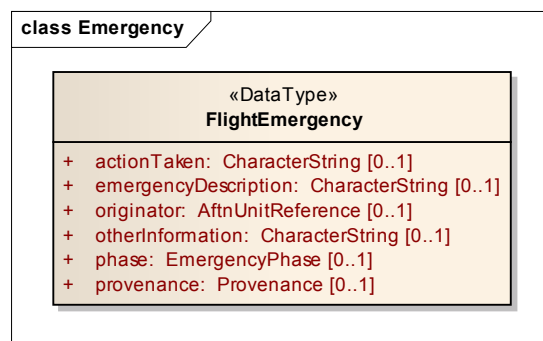 class Emergency
«DataType»
FlightEmergency
+ actionTaken: CharacterString [0..1]
+ emergencyDescription: CharacterString [0..1]
+ originator: AftnUnitReference [0..1]
+ otherInformation: CharacterString [0..1]
+ phase: EmergencyPhase [0..1]
+ provenance: Provenance [0..1]